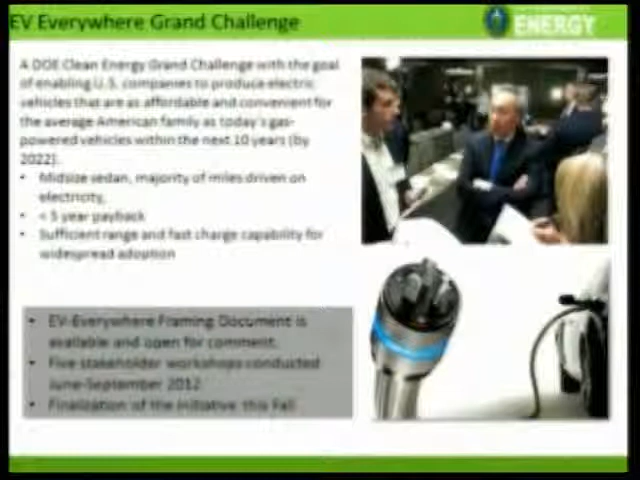 EV Everywhere Grand Challenge
ENERGY
A DOE Clean Energy Grand Challenge with the goal
of enabling U.S. companies to produce electric
vehicles that are as affordable and convenient for
the average American family as today's gas-
powered vehicles within the next 10 years (by
2022).
• Midsize sedan, majority of miles driven on
electricity,
• < 5 year payback
• Sufficient range and fast charge capability for
widespread adoption
• EV-Everywhere Framing Document is
available and open for comment.
• Five stakeholder workshops conducted
June-September 2012
• Finalization of the initiative this Fall